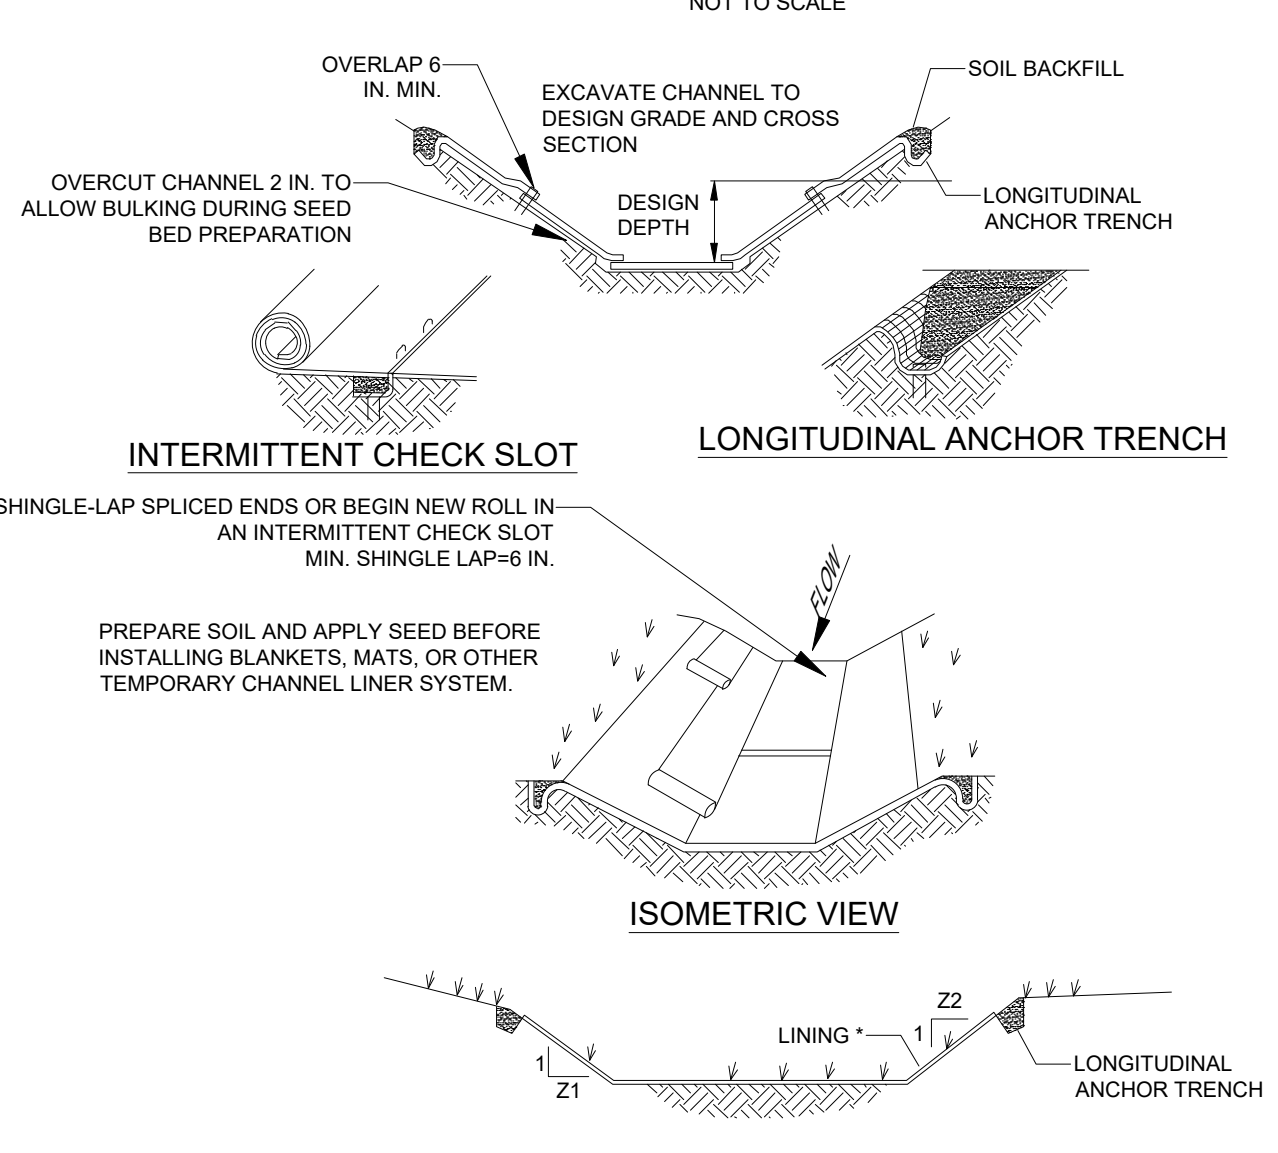 NOT TO SCALE
OVERLAP 6
IN. MIN.
EXCAVATE CHANNEL TO
DESIGN GRADE AND CROSS
SECTION
SOIL BACKFILL
OVERCUT CHANNEL 2 IN. TO
ALLOW BULKING DURING SEED
BED PREPARATION
DESIGN
DEPTH
LONGITUDINAL
ANCHOR TRENCH
INTERMITTENT CHECK SLOT
LONGITUDINAL ANCHOR TRENCH
SHINGLE-LAP SPLICED ENDS OR BEGIN NEW ROLL IN
AN INTERMITTENT CHECK SLOT
MIN. SHINGLE LAP=6 IN.
FLOW
PREPARE SOIL AND APPLY SEED BEFORE
INSTALLING BLANKETS, MATS, OR OTHER
TEMPORARY CHANNEL LINER SYSTEM.
ISOMETRIC VIEW
1
Z1
LINING *
1
Z2
LONGITUDINAL
ANCHOR TRENCH